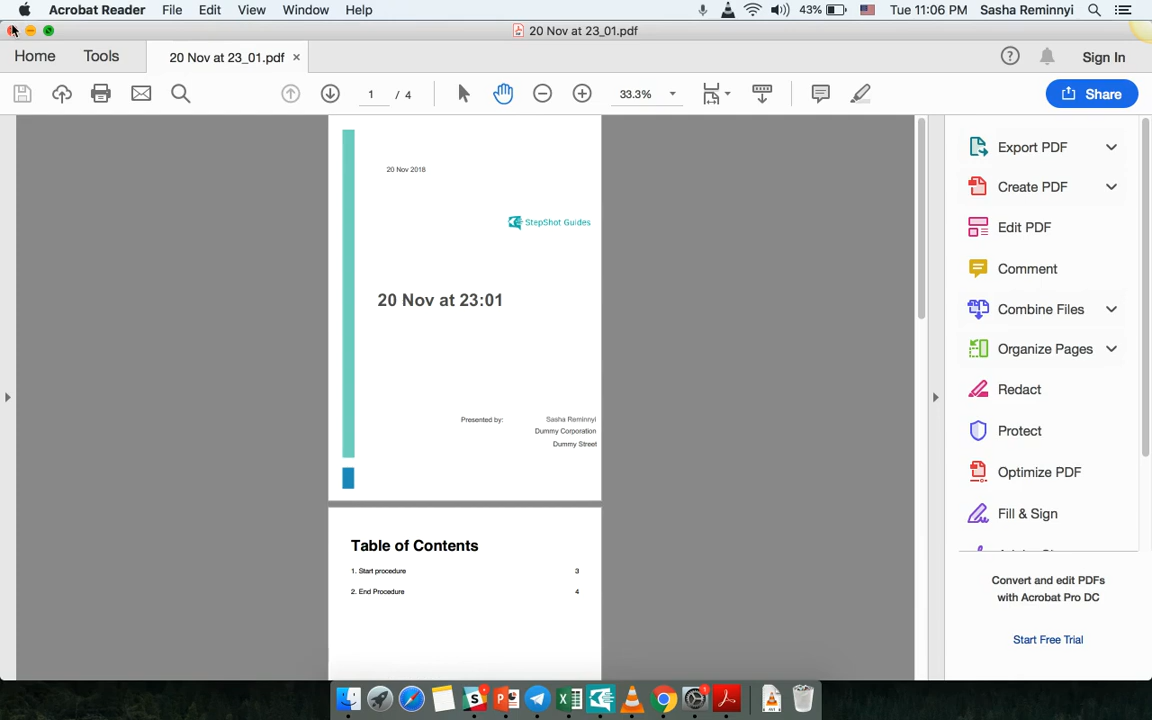 Acrobat Reader File Edit View Window Help 43% Tue 11:06 PM Sasha Reminnyi
20 Nov at 23_01.pdf
Home Tools 20 Nov at 23_01.pdf × Sign In
1 / 4 33.3% Share
20 Nov 2018
StepShot Guides
20 Nov at 23:01
Presented by: Sasha Reminnyi
Dummy Corporation
Dummy Street
Table of Contents
1. Start procedure 3
2. End Procedure 4
Export PDF
Create PDF
Edit PDF
Comment
Combine Files
Organize Pages
Redact
Protect
Optimize PDF
Fill & Sign
Convert and edit PDFs
with Acrobat Pro DC
Start Free Trial